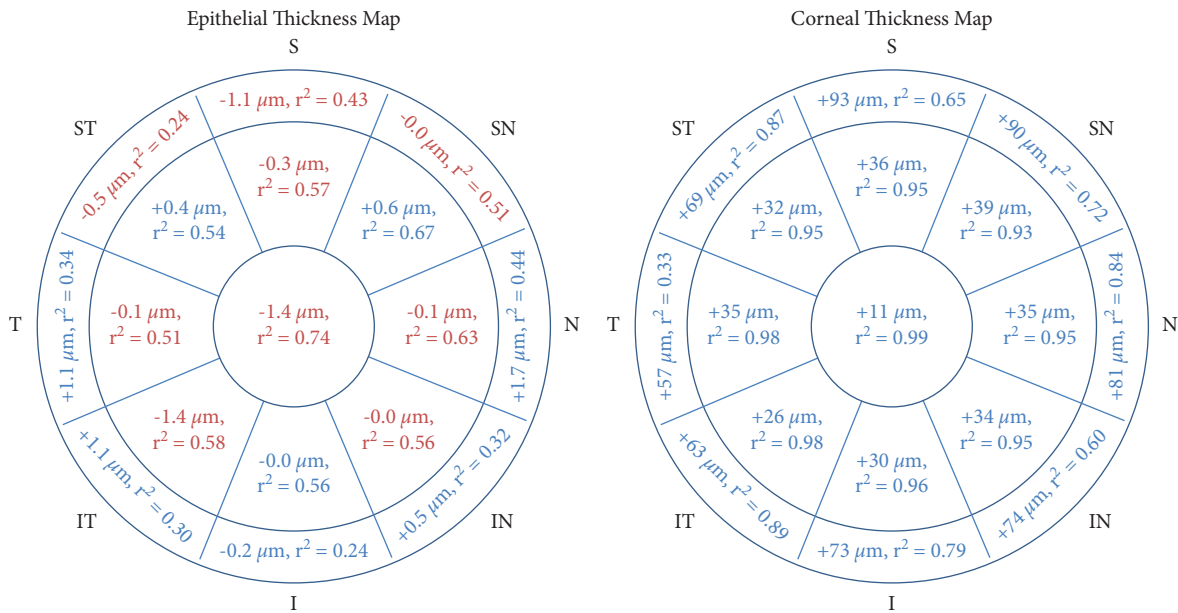 Epithelial Thickness Map
S
ST
SN
-1.1 µm, r² = 0.43
-0.5 µm, r² = 0.24
-0.0 µm, r² = 0.51
-0.3 µm,
r² = 0.57
+0.4 µm,
r² = 0.54
+0.6 µm,
r² = 0.67
T
+1.1 µm, r² = 0.34
-0.1 µm,
r² = 0.51
-1.4 µm,
r² = 0.74
-0.1 µm,
r² = 0.63
+1.7 µm, r² = 0.44
N
-1.4 µm,
r² = 0.58
-0.0 µm,
r² = 0.56
-0.0 µm,
r² = 0.56
+1.1 µm, r² = 0.30
+0.5 µm, r² = 0.32
-0.2 µm, r² = 0.24
IT
IN
I
Corneal Thickness Map
S
ST
SN
+93 µm, r² = 0.65
+69 µm, r² = 0.87
+90 µm, r² = 0.72
+36 µm,
r² = 0.95
+32 µm,
r² = 0.95
+39 µm,
r² = 0.93
T
+57 µm, r² = 0.33
+35 µm,
r² = 0.98
+11 µm,
r² = 0.99
+35 µm,
r² = 0.95
+81 µm, r² = 0.84
N
+26 µm,
r² = 0.98
+34 µm,
r² = 0.95
+30 µm,
r² = 0.96
+63 µm, r² = 0.89
+74 µm, r² = 0.60
+73 µm, r² = 0.79
IT
IN
I